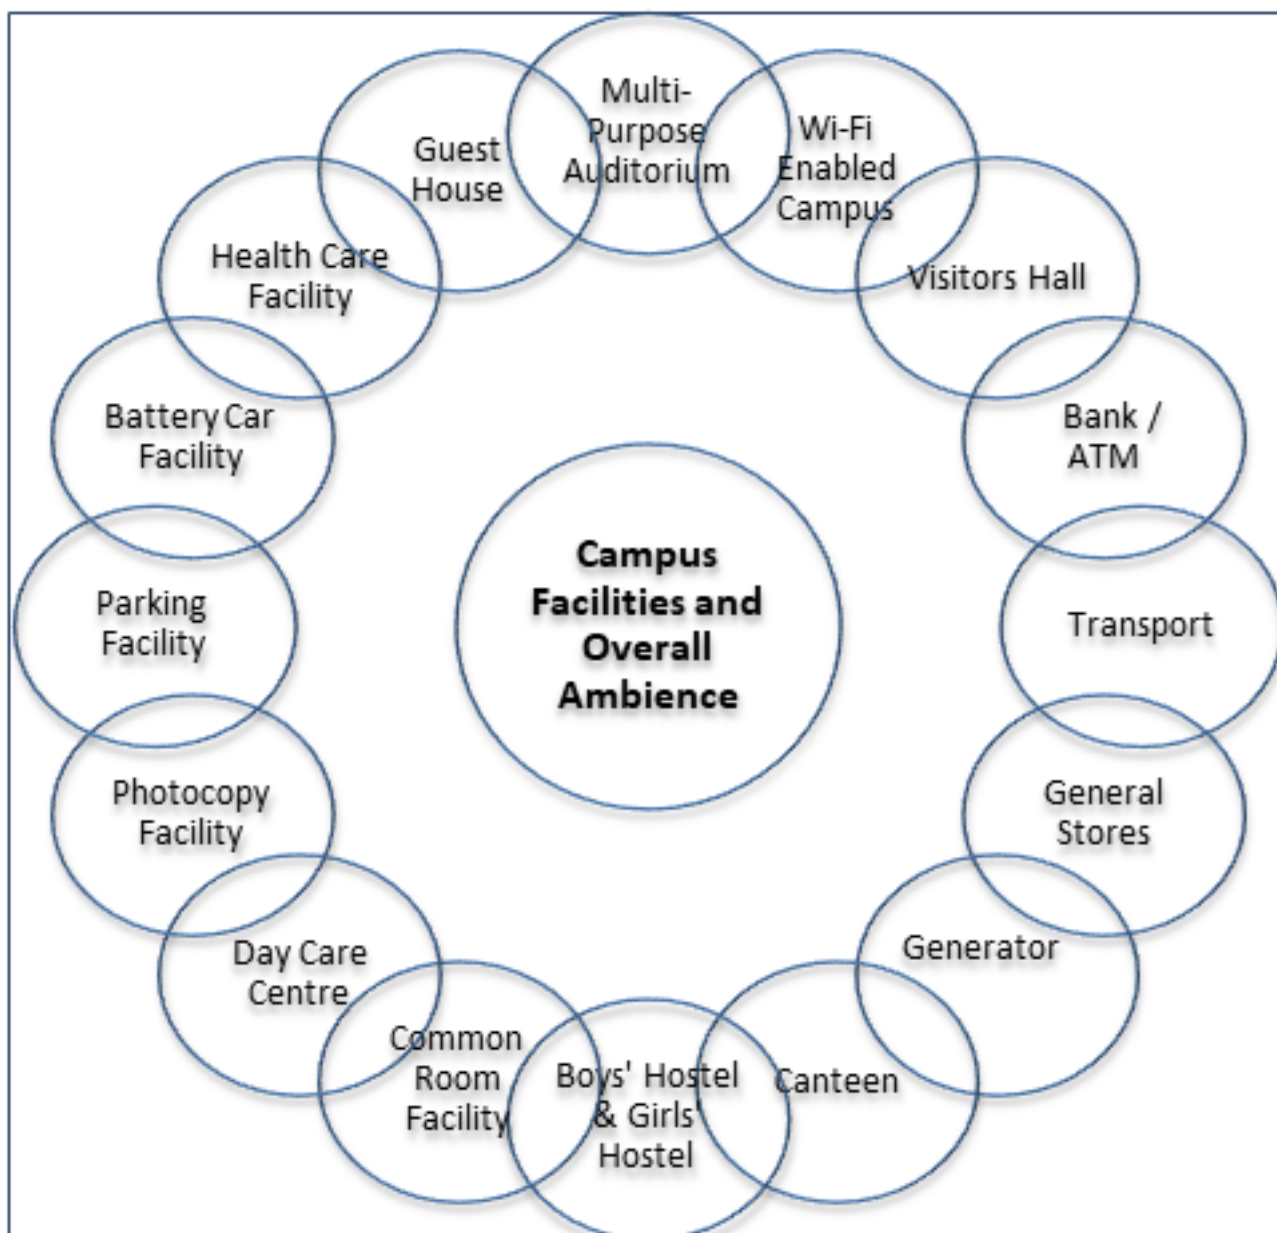 Multi-
Purpose
Auditorium
Wi-Fi
Enabled
Campus
Visitors Hall
Bank /
ATM
Transport
General
Stores
Generator
Canteen
Boys' Hostel
& Girls'
Hostel
Common
Room
Facility
Day Care
Centre
Photocopy
Facility
Parking
Facility
Battery Car
Facility
Health Care
Facility
Guest
House
Campus
Facilities and
Overall
Ambience